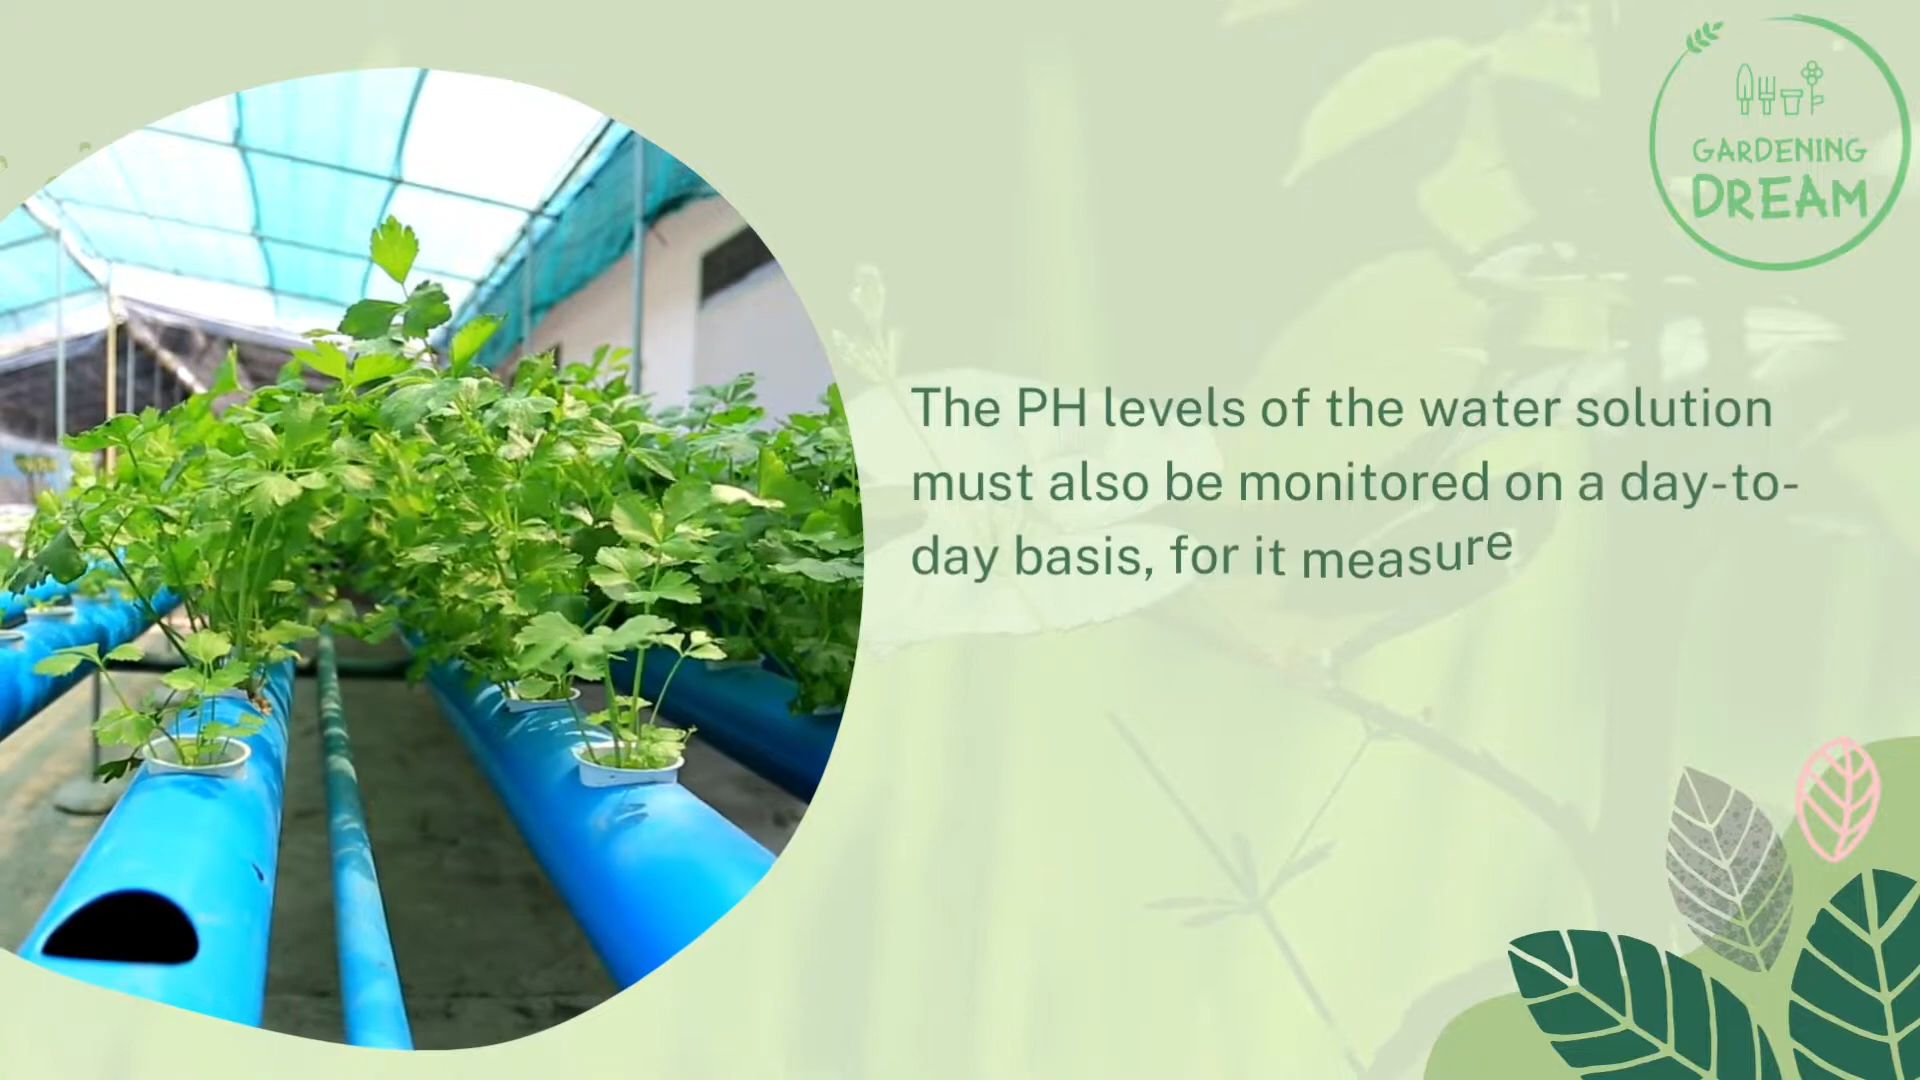 GARDENING
DREAM
The PH levels of the water solution
must also be monitored on a day-to-
day basis, for it measure